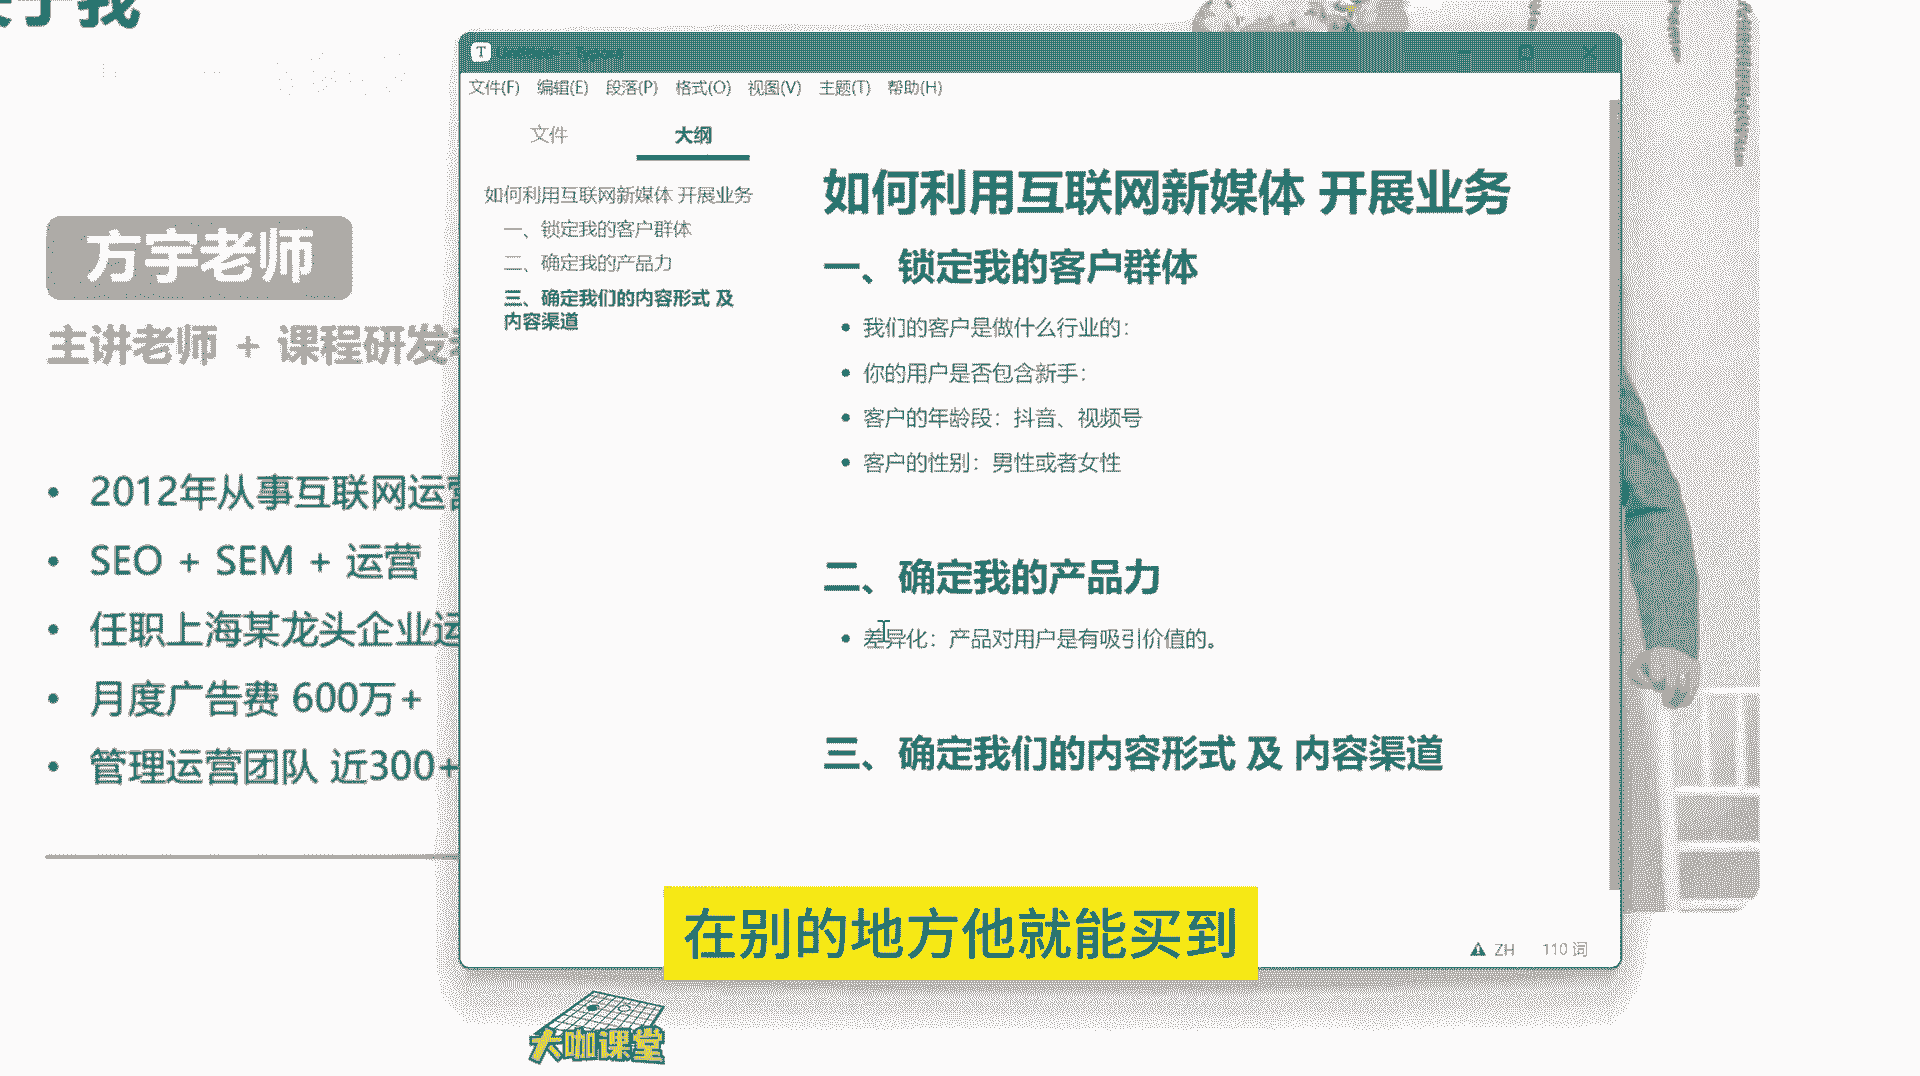 于我
方宇老师
主讲老师 + 课程研发
2012年从事互联网运营
SEO + SEM + 运营
任职上海某龙头企业运
月度广告费 600万+
管理运营团队 近300+
T
文件(F) 编辑(E) 段落(P) 格式(O) 视图(V) 主题(T) 帮助(H)
文件 大纲
如何利用互联网新媒体 开展业务
一、锁定我的客户群体
二、确定我的产品力
三、确定我们的内容形式 及
内容渠道
如何利用互联网新媒体 开展业务
一、锁定我的客户群体
我们的客户是做什么行业的：
你的用户是否包含新手：
客户的年龄段：抖音、视频号
客户的性别：男性或者女性
二、确定我的产品力
差异化：产品对用户是有吸引价值的。
三、确定我们的内容形式 及 内容渠道
ZH 110 词
在别的地方他就能买到
大咖课堂